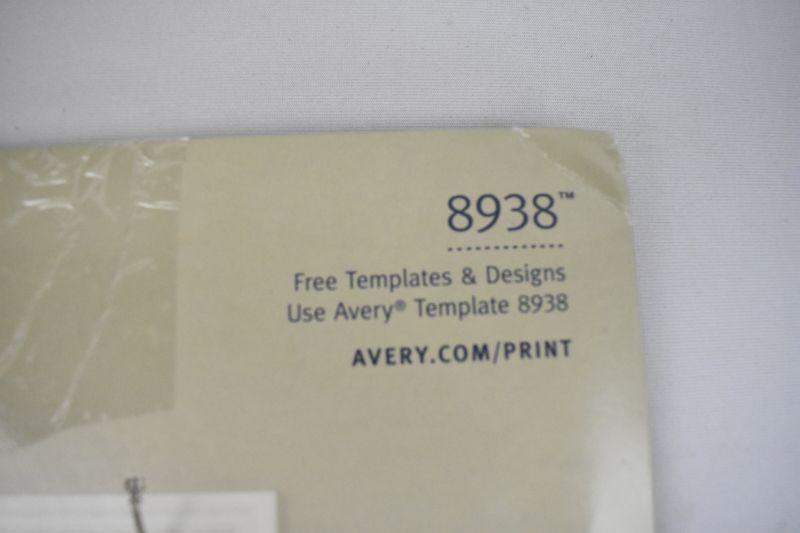 8938™
Free Templates & Designs
Use Avery® Template 8938
AVERY.COM/PRINT